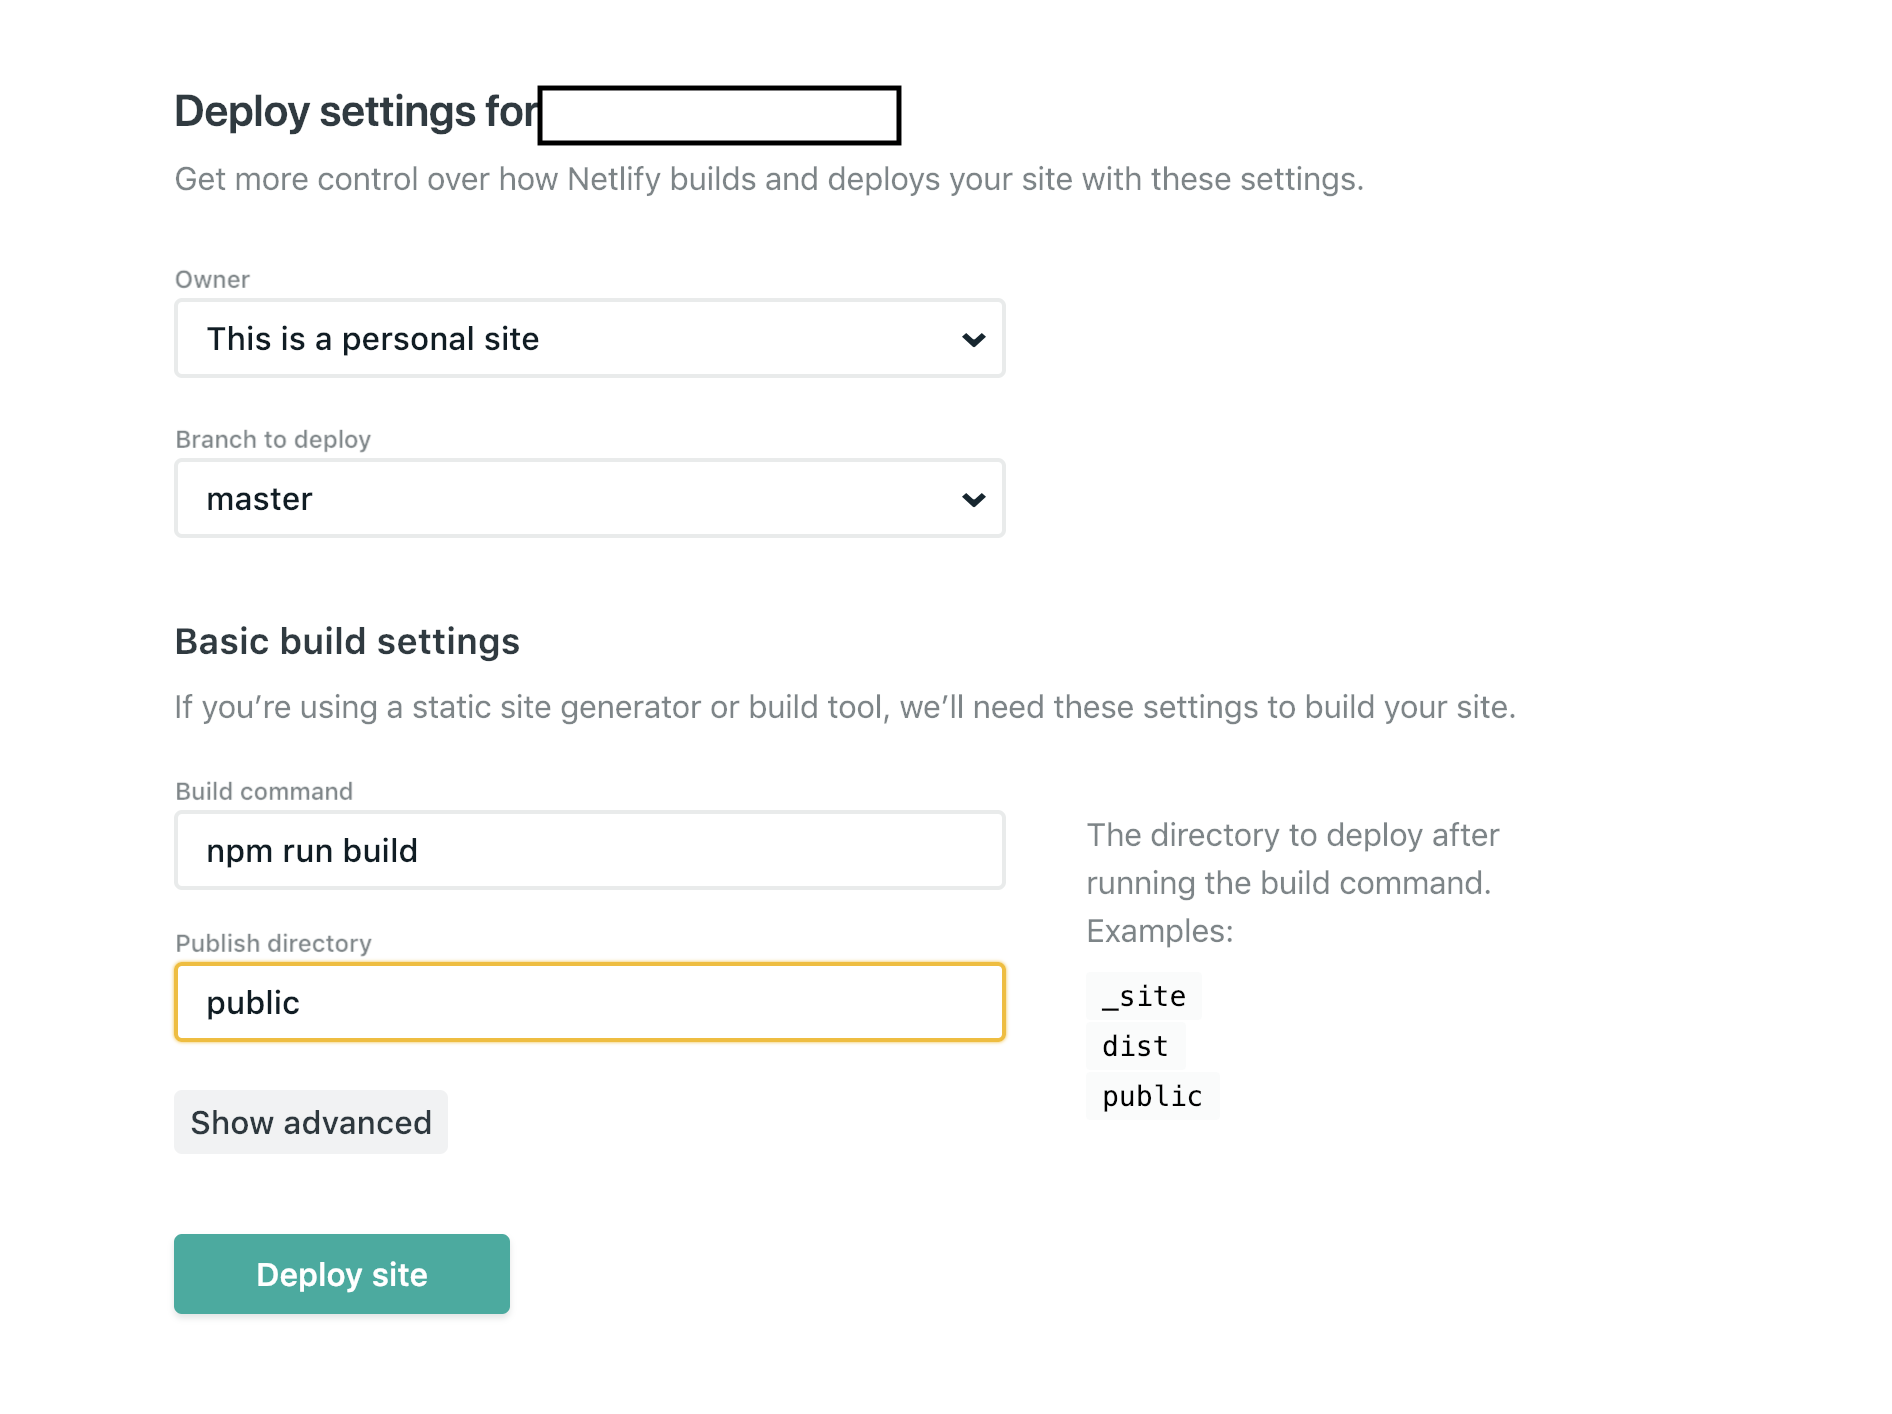 Deploy settings for
Get more control over how Netlify builds and deploys your site with these settings.
Owner
This is a personal site
Branch to deploy
master
Basic build settings
If you’re using a static site generator or build tool, we’ll need these settings to build your site.
Build command
npm run build
Publish directory
public
The directory to deploy after
running the build command.
Examples:
_site
dist
public
Show advanced
Deploy site